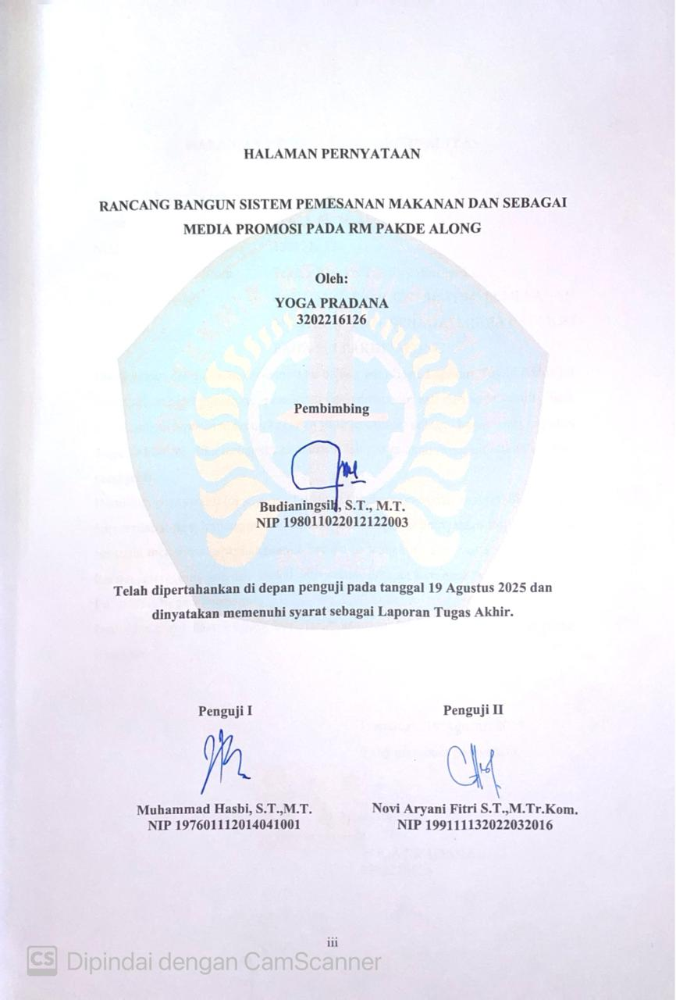 HALAMAN PERNYATAAN
RANCANG BANGUN SISTEM PEMESANAN MAKANAN DAN SEBAGAI
MEDIA PROMOSI PADA RM PAKDE ALONG
Oleh:
YOGA PRADANA
3202216126
Pembimbing
Budianingsih, S.T., M.T.
NIP 198011022012122003
Telah dipertahankan di depan penguji pada tanggal 19 Agustus 2025 dan
dinyatakan memenuhi syarat sebagai Laporan Tugas Akhir.
Penguji I
Penguji II
Muhammad Hasbi, S.T.,M.T.
NIP 197601112014041001
Novi Aryani Fitri S.T.,M.Tr.Kom.
NIP 199111132022032016
iii
CS Dipindai dengan CamScanner